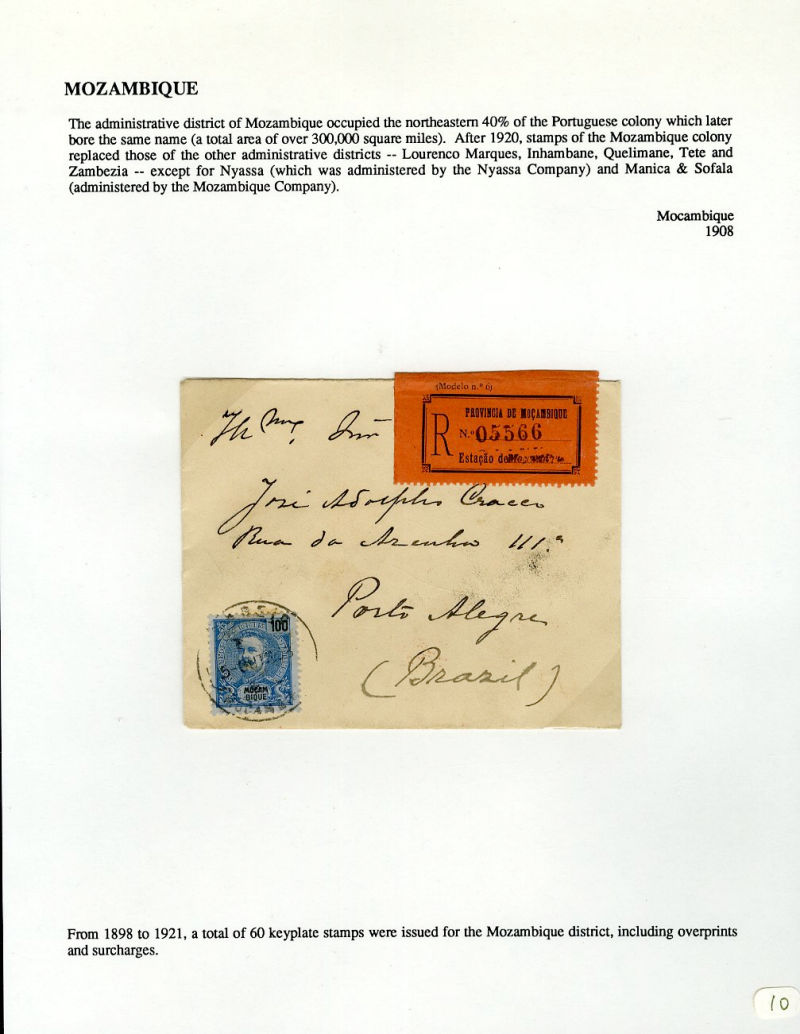 MOZAMBIQUE
The administrative district of Mozambique occupied the northeastern 40% of the Portuguese colony which later
bore the same name (a total area of over 300,000 square miles). After 1920, stamps of the Mozambique colony
replaced those of the other administrative districts -- Lourenco Marques, Inhambane, Quelimane, Tete and
Zambezia -- except for Nyassa (which was administered by the Nyassa Company) and Manica & Sofala
(administered by the Mozambique Company).
Mocambique
1908
(Modelo n.º 6)
PROVINCIA DE MOÇAMBIQUE
R
N.º 05566
Estação de
José Adolpho
Rua da Azenha 111.ª
Porto Alegre
(Brazil)
100
MOÇAM
BIQUE
From 1898 to 1921, a total of 60 keyplate stamps were issued for the Mozambique district, including overprints
and surcharges.
10